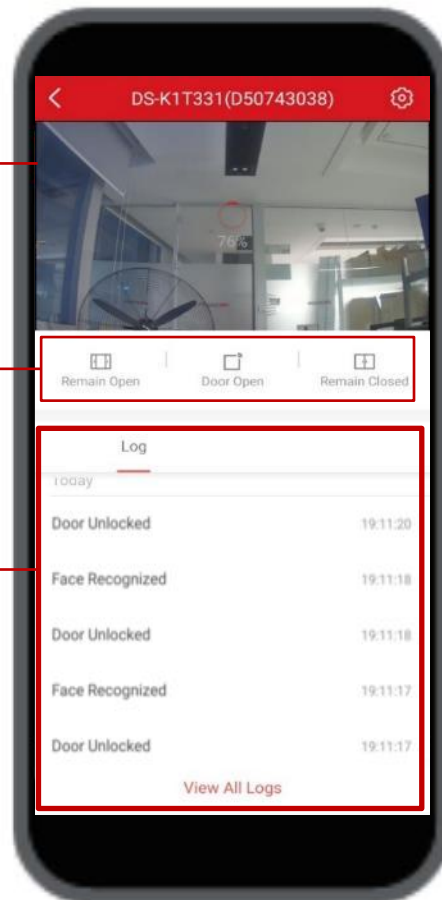 DS-K1T331(D50743038)
76%
Remain Open
Door Open
Remain Closed
Log
Today
Door Unlocked 19:11:20
Face Recognized 19:11:18
Door Unlocked 19:11:18
Face Recognized 19:11:17
Door Unlocked 19:11:17
View All Logs